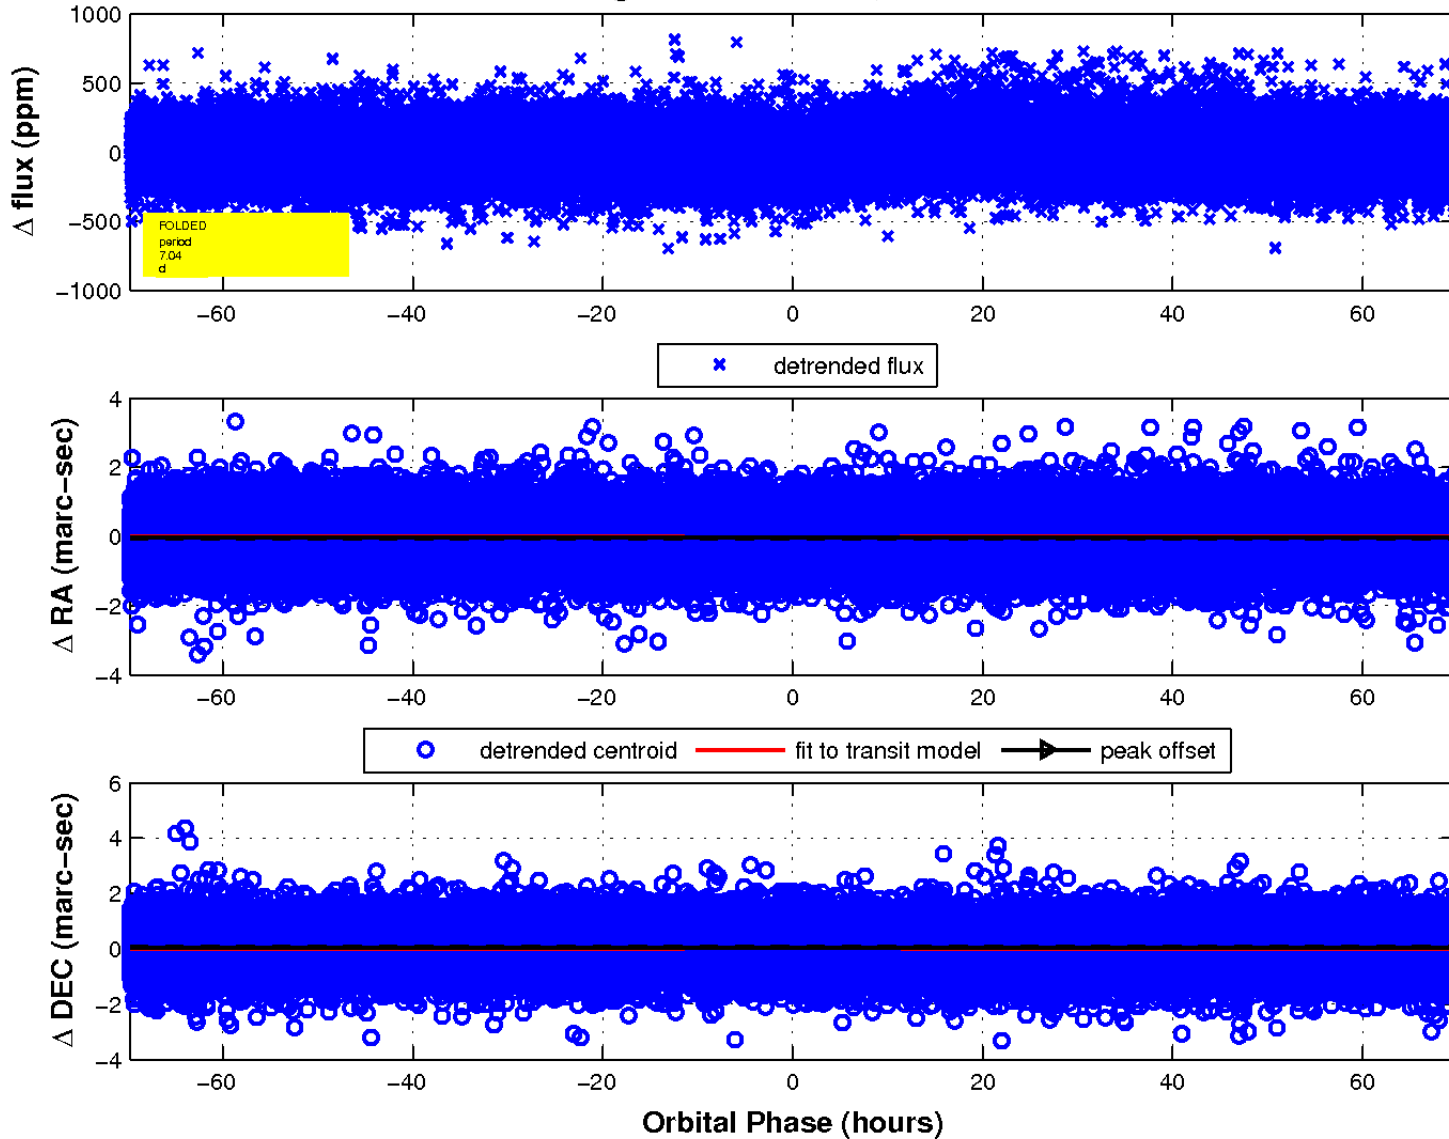 1000
500
0
−500
−1000
Δ flux (ppm)
FOLDED
period
7.04
d
−60 −40 −20 0 20 40 60
detrended flux
4
2
0
−2
−4
Δ RA (marc−sec)
−60 −40 −20 0 20 40 60
detrended centroid fit to transit model peak offset
6
4
2
0
−2
−4
Δ DEC (marc−sec)
−60 −40 −20 0 20 40 60
Orbital Phase (hours)